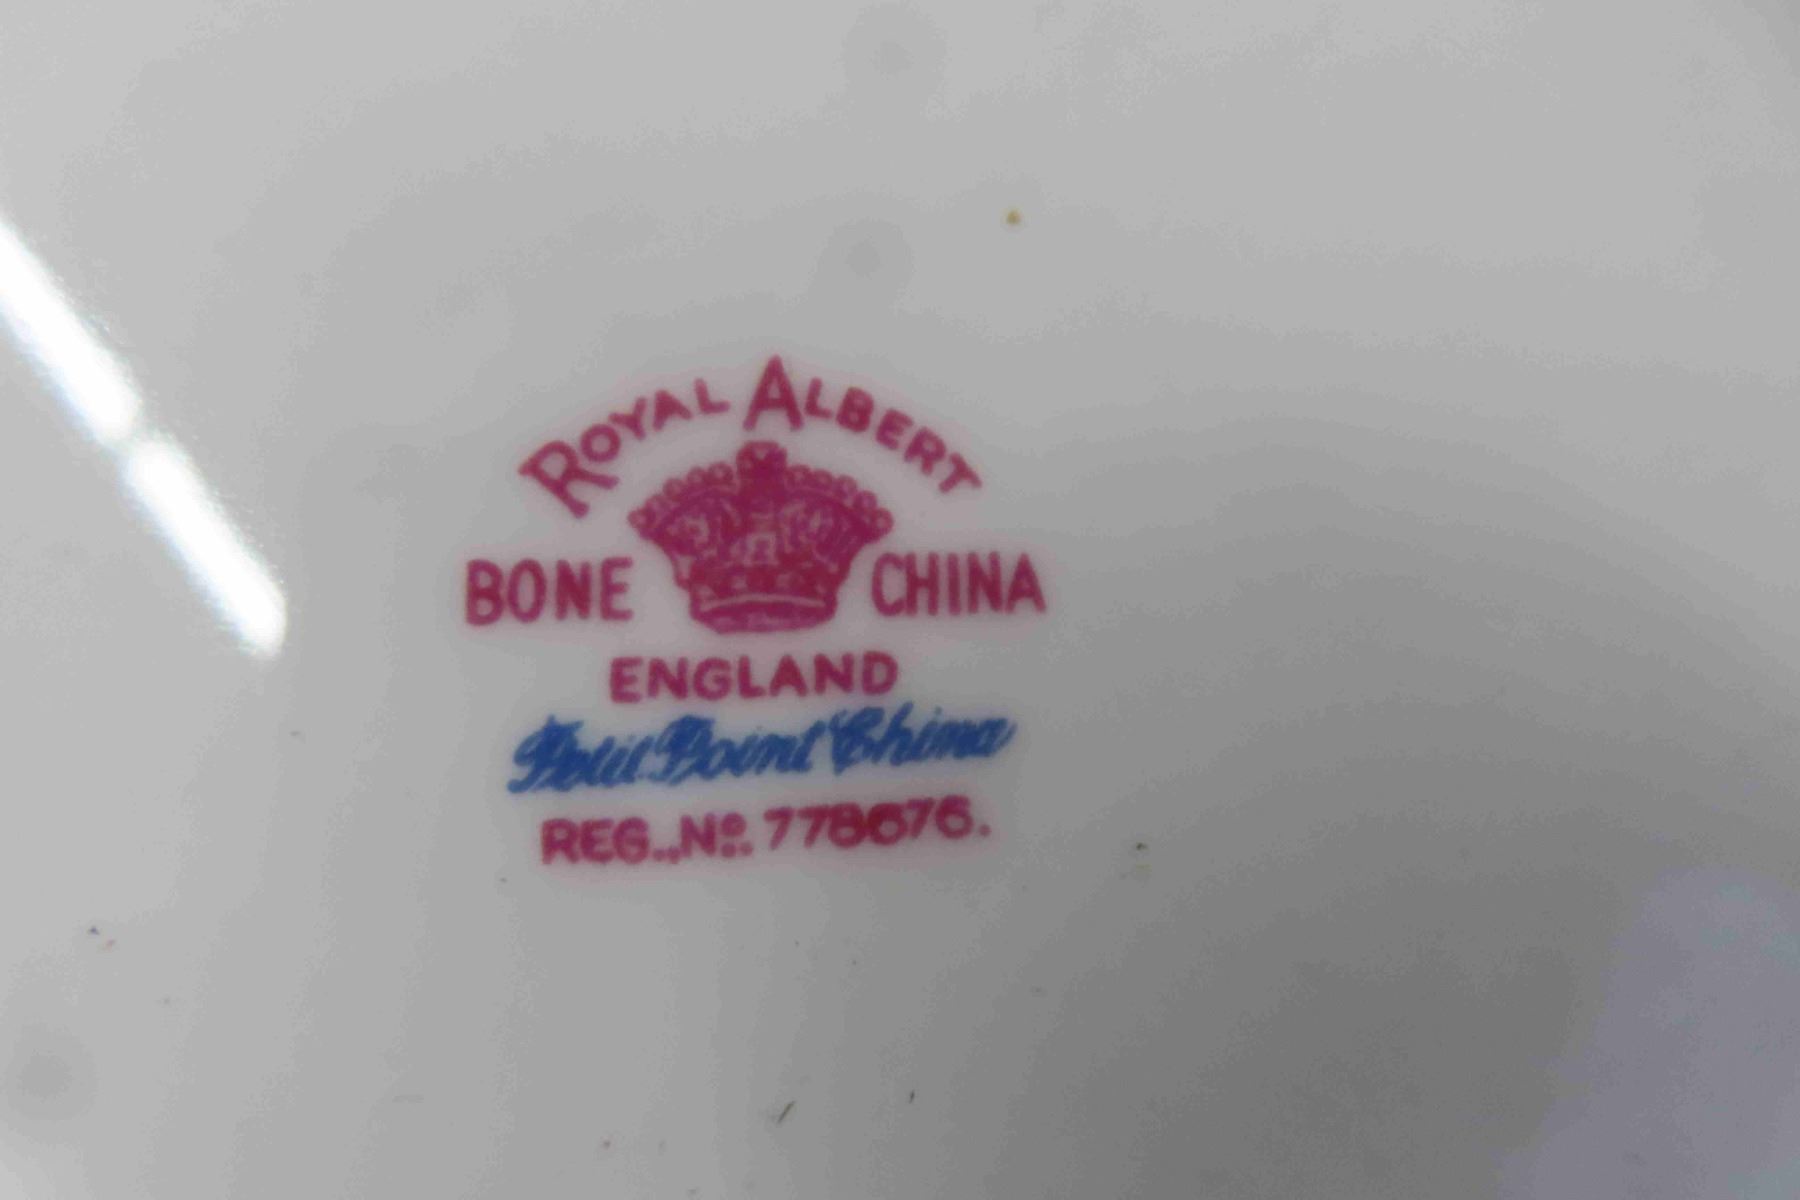 ROYAL ALBERT
BONE CHINA
ENGLAND
Petit Point China
REG., Nº. 778676.